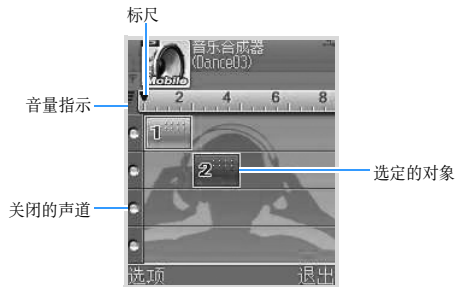 标尺
音乐合成器
(Dance03)
Mobile
音量指示
2 4 6 8
1
2
选定的对象
关闭的声道
选项 退出